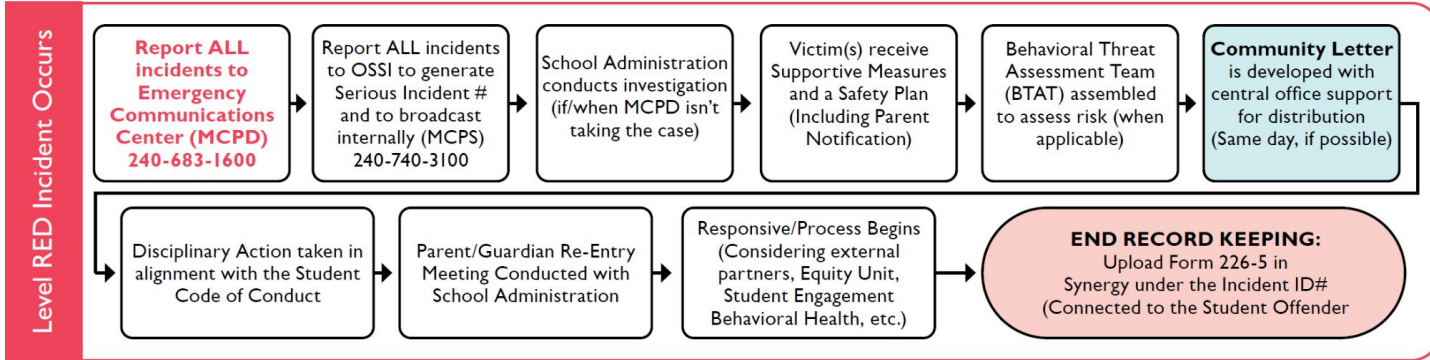 Level RED Incident Occurs
Report ALL
incidents to
Emergency
Communications
Center (MCPD)
240-683-1600
Report ALL incidents
to OSSI to generate
Serious Incident #
and to broadcast
internally (MCPS)
240-740-3100
School Administration
conducts investigation
(if/when MCPD isn't
taking the case)
Victim(s) receive
Supportive Measures
and a Safety Plan
(Including Parent
Notification)
Behavioral Threat
Assessment Team
(BTAT) assembled
to assess risk (when
applicable)
Community Letter
is developed with
central office support
for distribution
(Same day, if possible)
Disciplinary Action taken in
alignment with the Student
Code of Conduct
Parent/Guardian Re-Entry
Meeting Conducted with
School Administration
Responsive/Process Begins
(Considering external
partners, Equity Unit,
Student Engagement
Behavioral Health, etc.)
END RECORD KEEPING:
Upload Form 226-5 in
Synergy under the Incident ID#
(Connected to the Student Offender